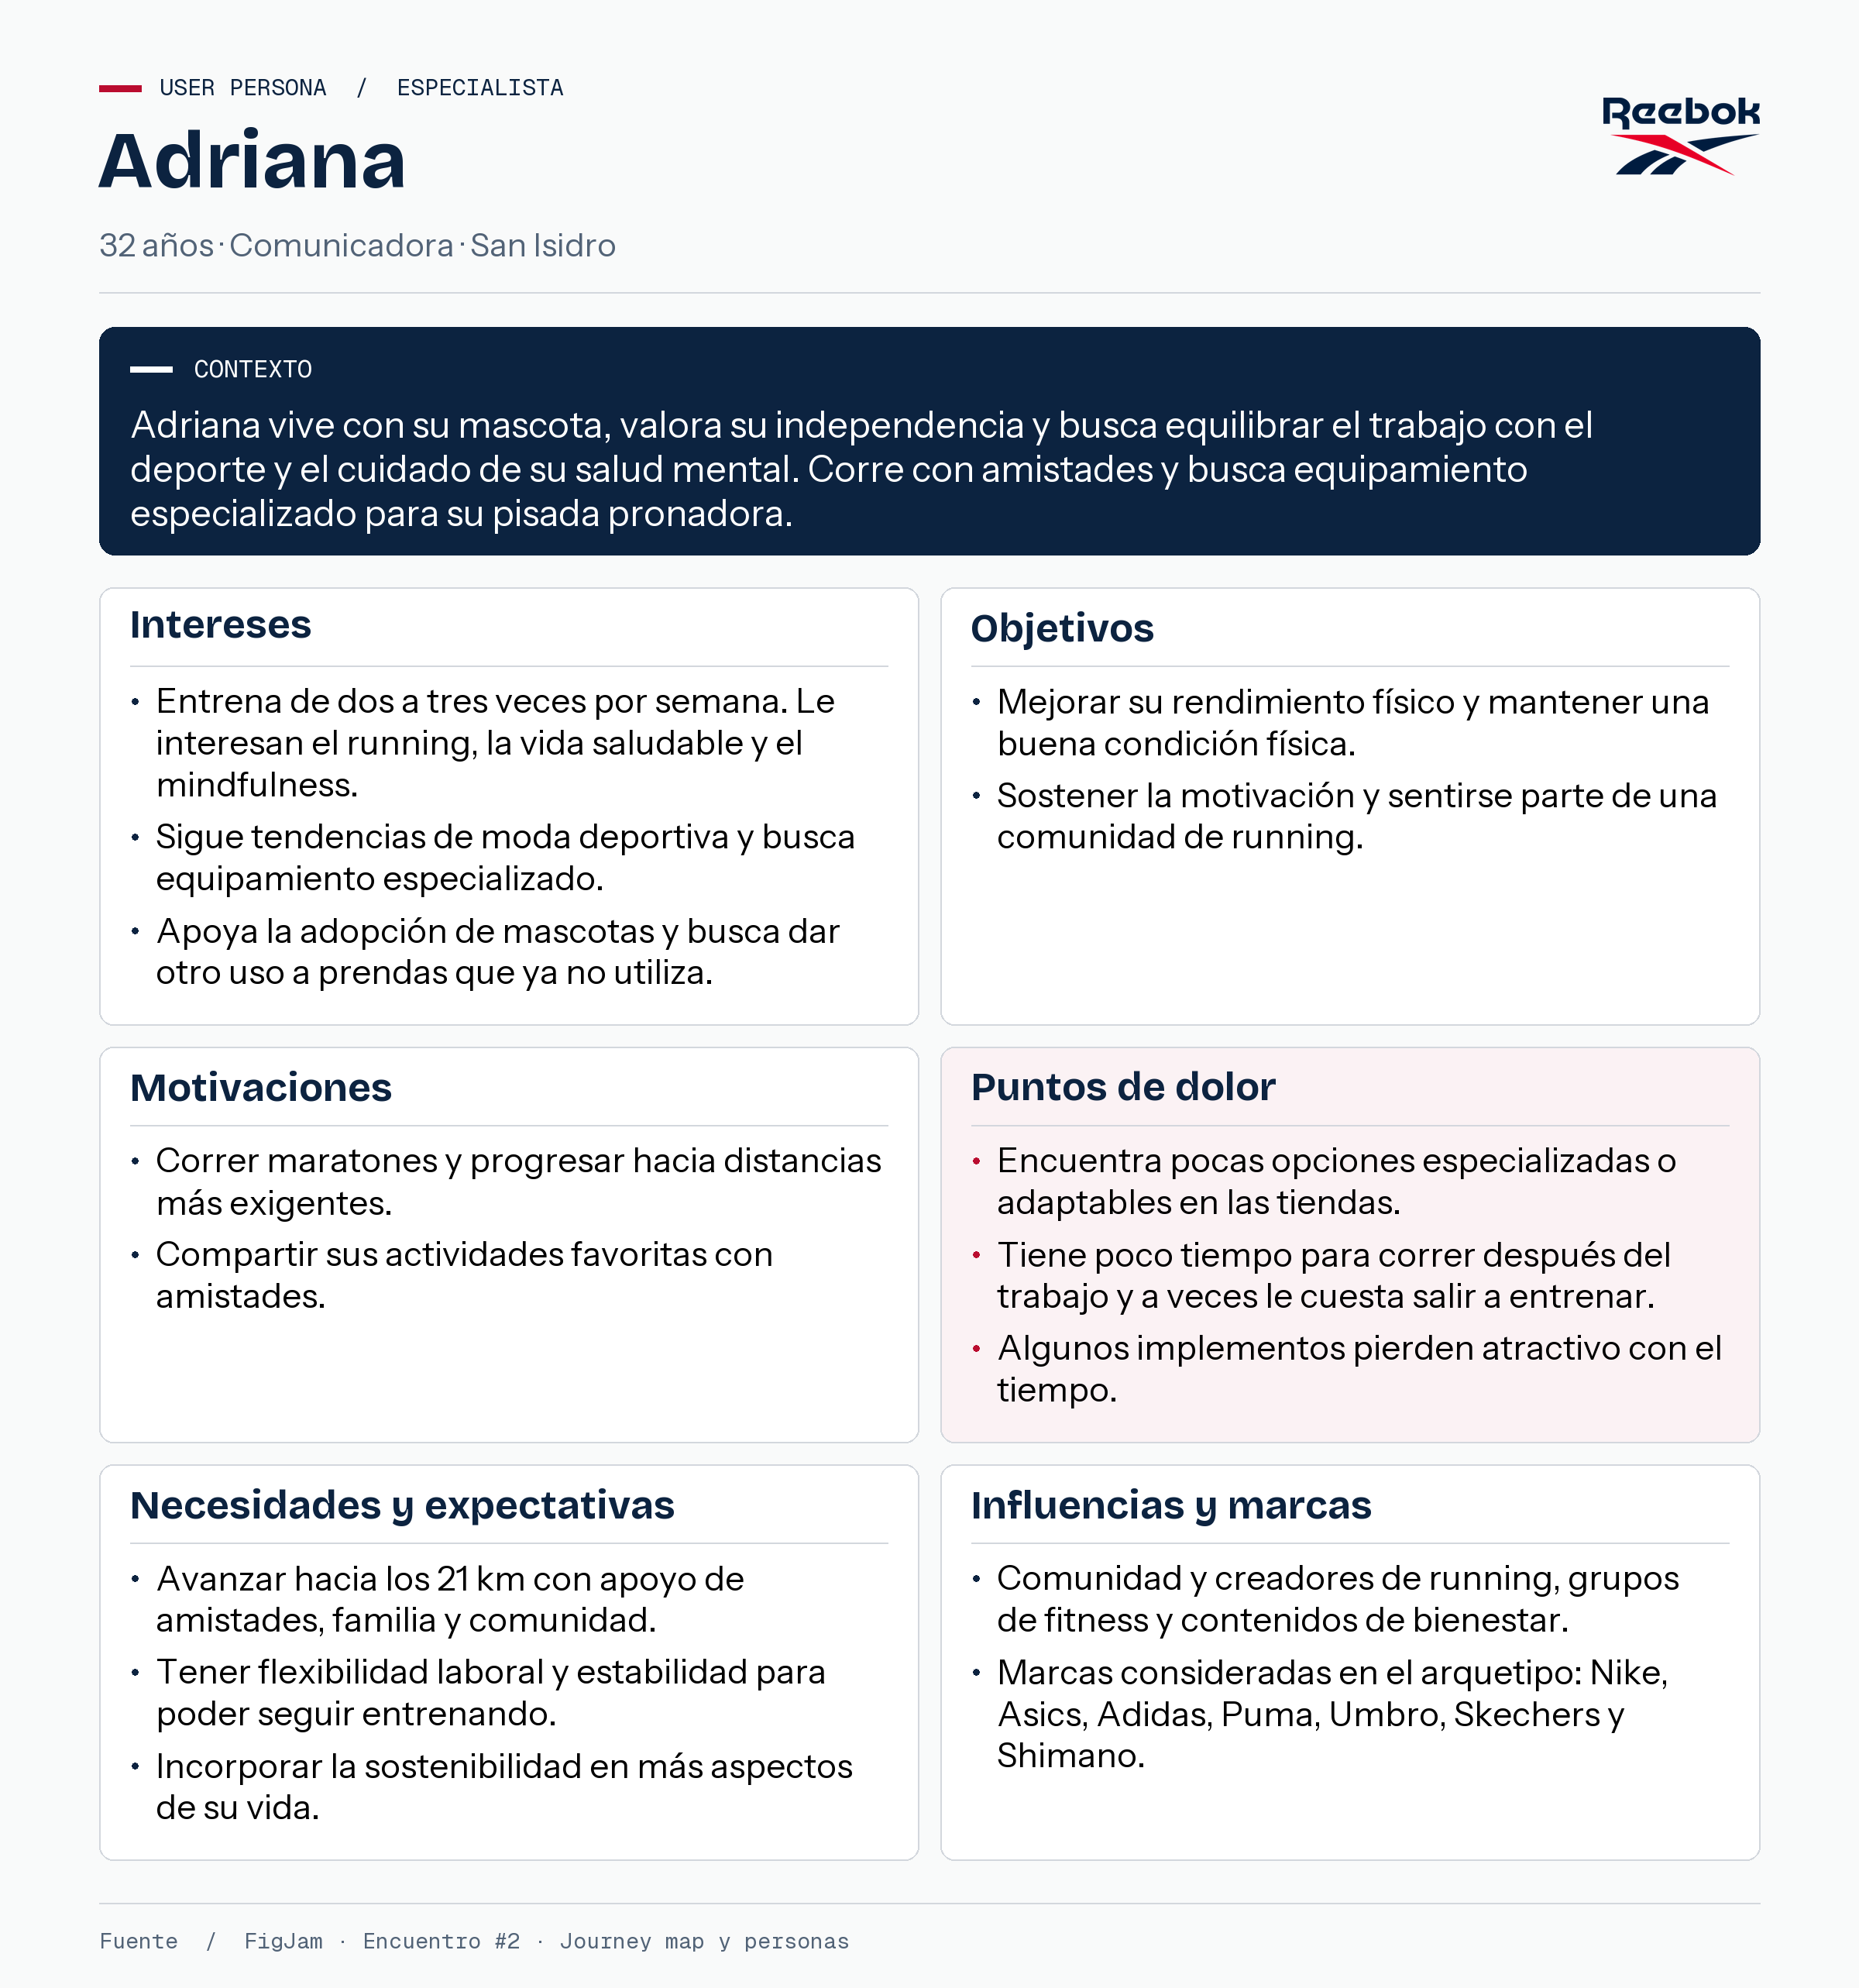 USER PERSONA / ESPECIALISTA
Reebok
Adriana
32 años · Comunicadora · San Isidro
CONTEXTO
Adriana vive con su mascota, valora su independencia y busca equilibrar el trabajo con el
deporte y el cuidado de su salud mental. Corre con amistades y busca equipamiento
especializado para su pisada pronadora.
Intereses
• Entrena de dos a tres veces por semana. Le
interesan el running, la vida saludable y el
mindfulness.
• Sigue tendencias de moda deportiva y busca
equipamiento especializado.
• Apoya la adopción de mascotas y busca dar
otro uso a prendas que ya no utiliza.
Objetivos
• Mejorar su rendimiento físico y mantener una
buena condición física.
• Sostener la motivación y sentirse parte de una
comunidad de running.
Motivaciones
• Correr maratones y progresar hacia distancias
más exigentes.
• Compartir sus actividades favoritas con
amistades.
Puntos de dolor
• Encuentra pocas opciones especializadas o
adaptables en las tiendas.
• Tiene poco tiempo para correr después del
trabajo y a veces le cuesta salir a entrenar.
• Algunos implementos pierden atractivo con el
tiempo.
Necesidades y expectativas
• Avanzar hacia los 21 km con apoyo de
amistades, familia y comunidad.
• Tener flexibilidad laboral y estabilidad para
poder seguir entrenando.
• Incorporar la sostenibilidad en más aspectos
de su vida.
Influencias y marcas
• Comunidad y creadores de running, grupos
de fitness y contenidos de bienestar.
• Marcas consideradas en el arquetipo: Nike,
Asics, Adidas, Puma, Umbro, Skechers y
Shimano.
Fuente / FigJam · Encuentro #2 · Journey map y personas